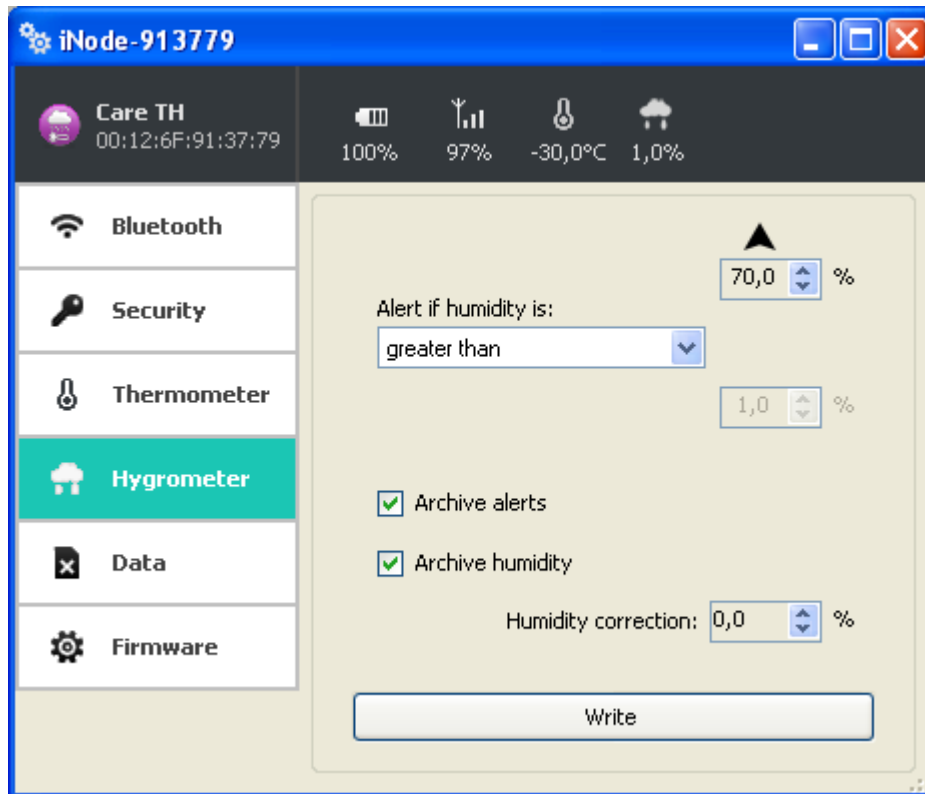 iNode-913779
Care TH
00:12:6F:91:37:79
100% 97% -30,0°C 1,0%
Bluetooth
Security
Thermometer
Hygrometer
Data
Firmware
70,0 %
Alert if humidity is:
greater than
1,0 %
Archive alerts
Archive humidity
Humidity correction: 0,0 %
Write